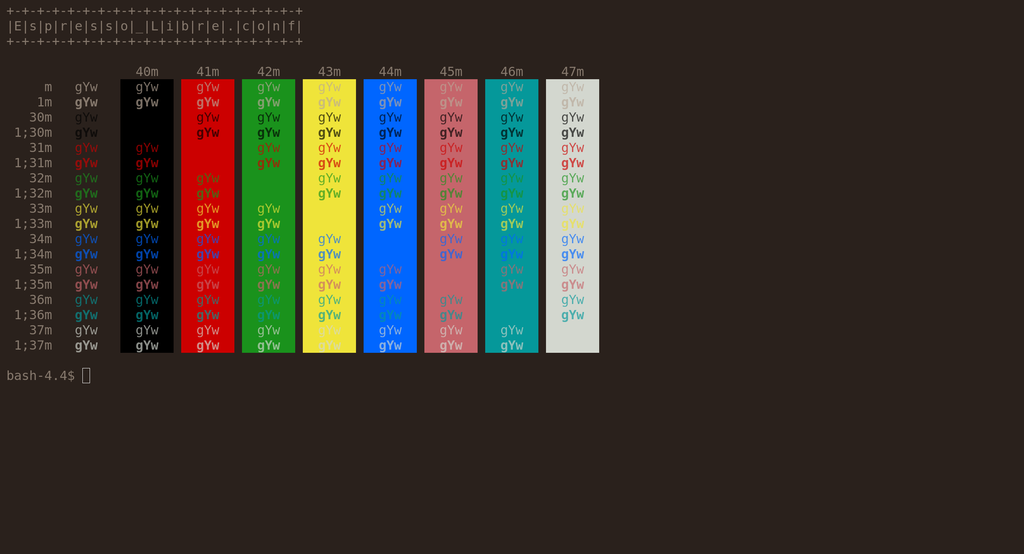 +-+-+-+-+-+-+-+-+-+-+-+-+-+-+-+-+-+-+
|E|s|p|r|e|s|s|o|_|L|i|b|r|e|.|c|o|n|f|
+-+-+-+-+-+-+-+-+-+-+-+-+-+-+-+-+-+-+
40m 41m 42m 43m 44m 45m 46m 47m
m gYw gYw gYw gYw gYw gYw gYw gYw gYw
1m gYw gYw gYw gYw gYw gYw gYw gYw gYw
30m gYw gYw gYw gYw gYw gYw gYw gYw
1;30m gYw gYw gYw gYw gYw gYw gYw gYw
31m gYw gYw gYw gYw gYw gYw gYw gYw
1;31m gYw gYw gYw gYw gYw gYw gYw gYw
32m gYw gYw gYw gYw gYw gYw gYw gYw
1;32m gYw gYw gYw gYw gYw gYw gYw gYw
33m gYw gYw gYw gYw gYw gYw gYw gYw
1;33m gYw gYw gYw gYw gYw gYw gYw gYw
34m gYw gYw gYw gYw gYw gYw gYw gYw
1;34m gYw gYw gYw gYw gYw gYw gYw gYw
35m gYw gYw gYw gYw gYw gYw gYw gYw
1;35m gYw gYw gYw gYw gYw gYw gYw gYw
36m gYw gYw gYw gYw gYw gYw gYw gYw
1;36m gYw gYw gYw gYw gYw gYw gYw gYw
37m gYw gYw gYw gYw gYw gYw gYw gYw
1;37m gYw gYw gYw gYw gYw gYw gYw gYw
bash-4.4$